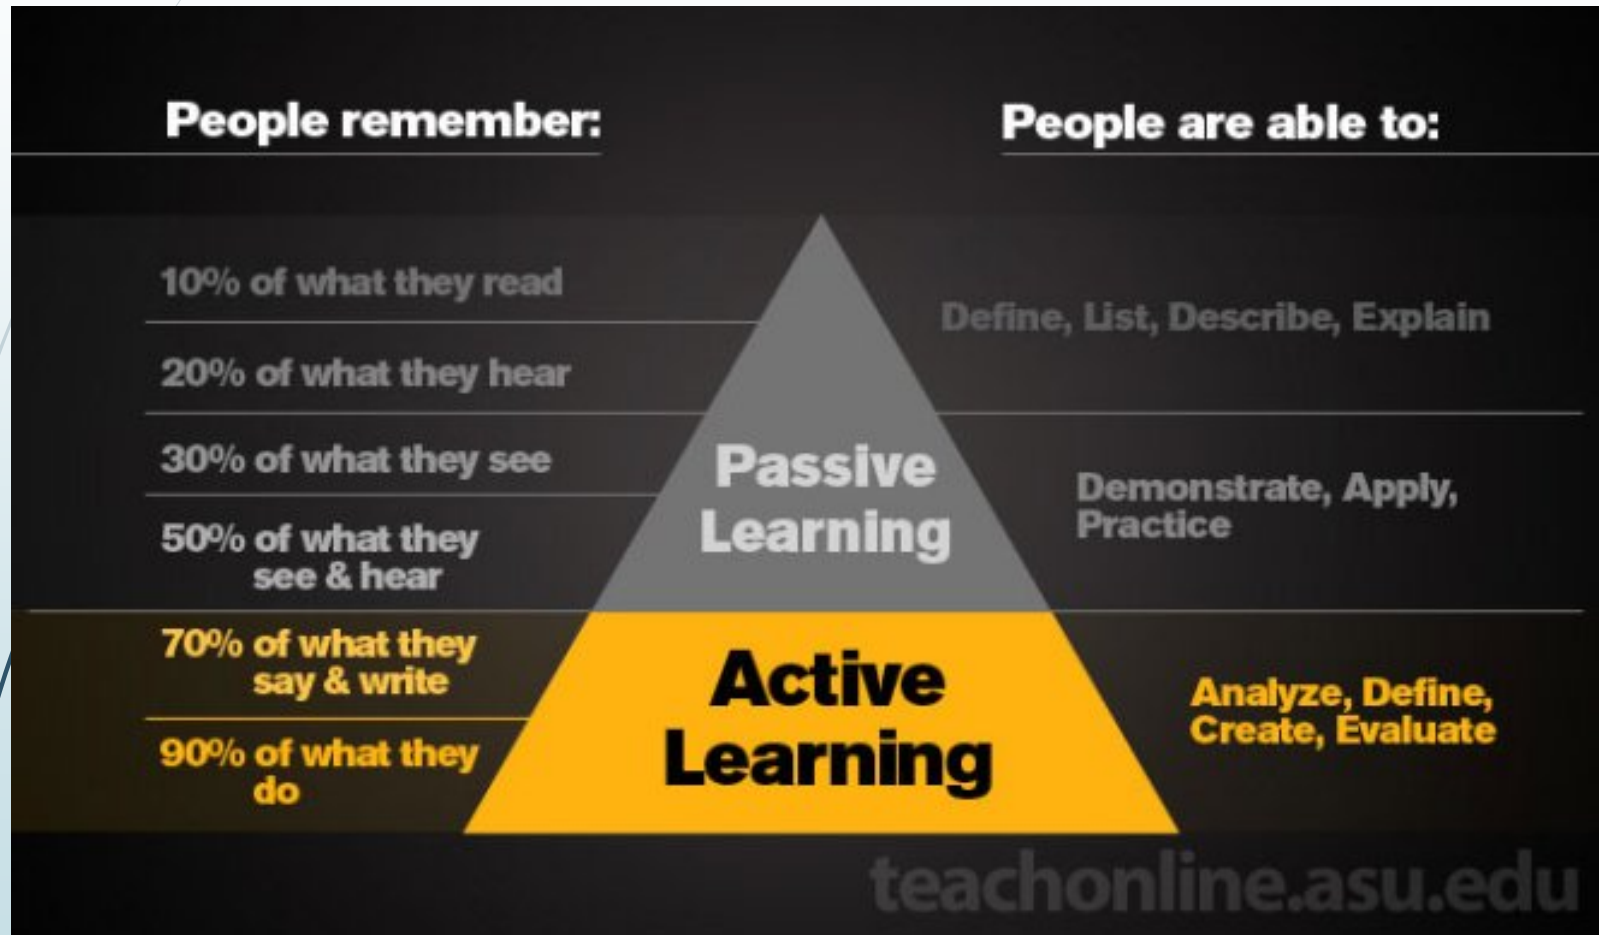 People remember:
People are able to:
10% of what they read
Define, List, Describe, Explain
20% of what they hear
30% of what they see
Passive
Learning
Demonstrate, Apply,
Practice
50% of what they
see & hear
70% of what they
say & write
Active
Learning
Analyze, Define,
Create, Evaluate
90% of what they
do
teachonline.asu.edu